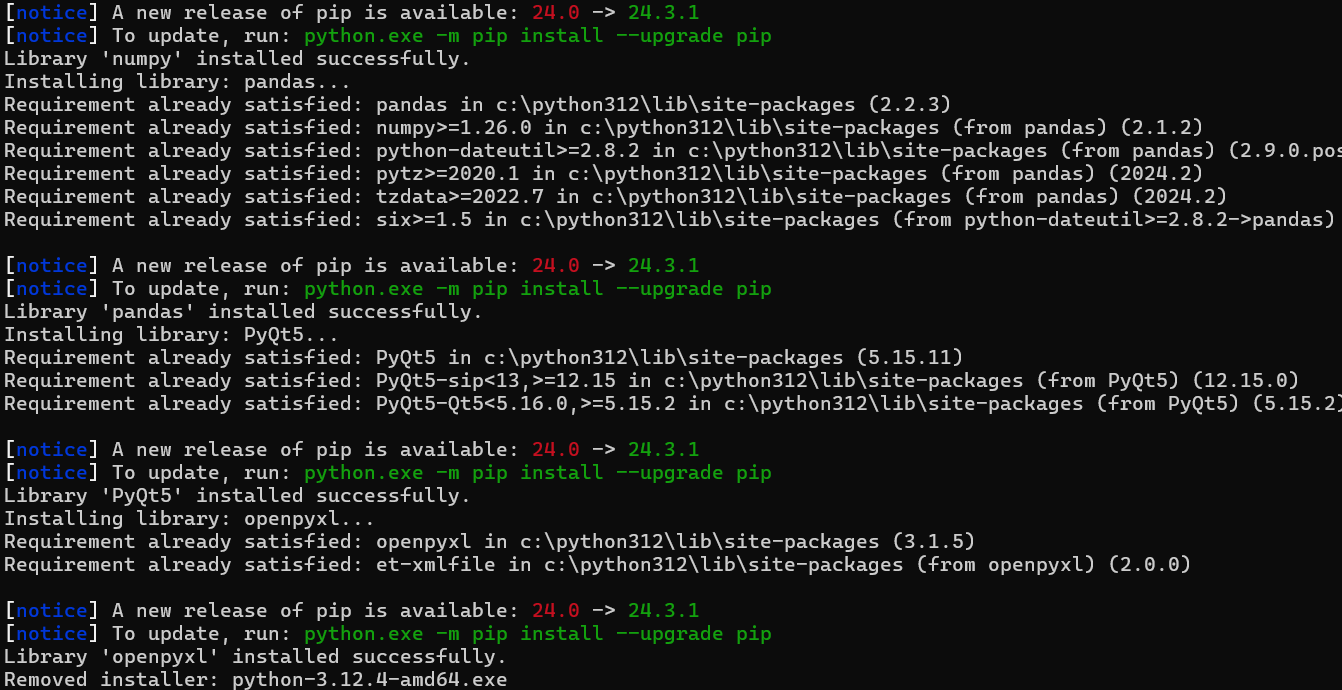 [notice] A new release of pip is available: 24.0 -> 24.3.1
[notice] To update, run: python.exe -m pip install --upgrade pip
Library 'numpy' installed successfully.
Installing library: pandas...
Requirement already satisfied: pandas in c:\python312\lib\site-packages (2.2.3)
Requirement already satisfied: numpy>=1.26.0 in c:\python312\lib\site-packages (from pandas) (2.1.2)
Requirement already satisfied: python-dateutil>=2.8.2 in c:\python312\lib\site-packages (from pandas) (2.9.0.pos
Requirement already satisfied: pytz>=2020.1 in c:\python312\lib\site-packages (from pandas) (2024.2)
Requirement already satisfied: tzdata>=2022.7 in c:\python312\lib\site-packages (from pandas) (2024.2)
Requirement already satisfied: six>=1.5 in c:\python312\lib\site-packages (from python-dateutil>=2.8.2->pandas)
[notice] A new release of pip is available: 24.0 -> 24.3.1
[notice] To update, run: python.exe -m pip install --upgrade pip
Library 'pandas' installed successfully.
Installing library: PyQt5...
Requirement already satisfied: PyQt5 in c:\python312\lib\site-packages (5.15.11)
Requirement already satisfied: PyQt5-sip<13,>=12.15 in c:\python312\lib\site-packages (from PyQt5) (12.15.0)
Requirement already satisfied: PyQt5-Qt5<5.16.0,>=5.15.2 in c:\python312\lib\site-packages (from PyQt5) (5.15.2)
[notice] A new release of pip is available: 24.0 -> 24.3.1
[notice] To update, run: python.exe -m pip install --upgrade pip
Library 'PyQt5' installed successfully.
Installing library: openpyxl...
Requirement already satisfied: openpyxl in c:\python312\lib\site-packages (3.1.5)
Requirement already satisfied: et-xmlfile in c:\python312\lib\site-packages (from openpyxl) (2.0.0)
[notice] A new release of pip is available: 24.0 -> 24.3.1
[notice] To update, run: python.exe -m pip install --upgrade pip
Library 'openpyxl' installed successfully.
Removed installer: python-3.12.4-amd64.exe